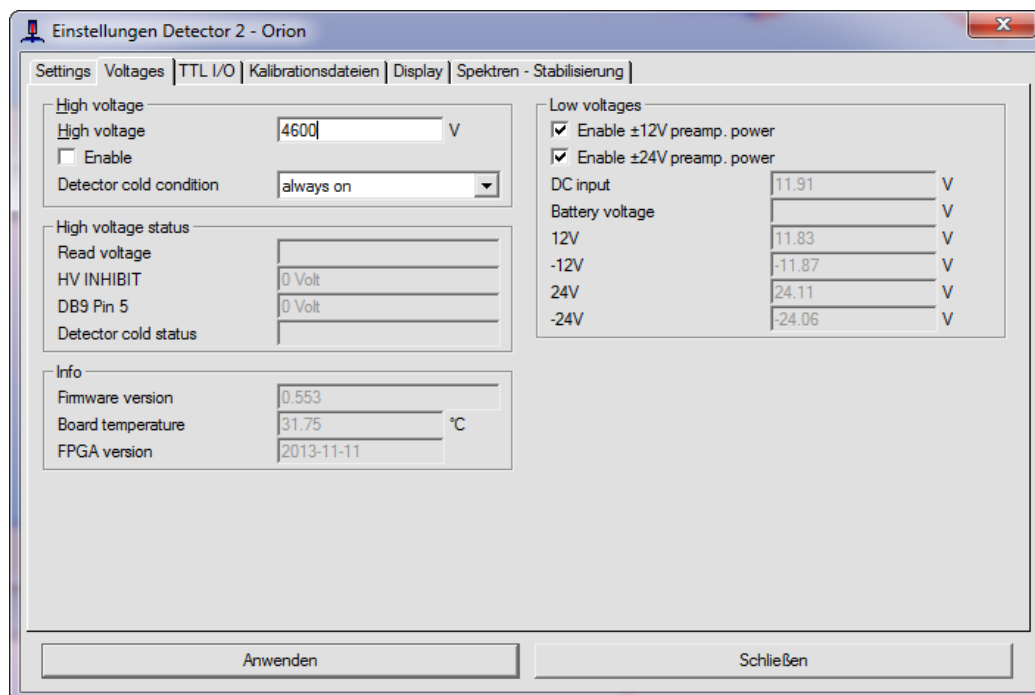 Einstellungen Detector 2 - Orion
Settings Voltages TTL I/O Kalibrationsdateien Display Spektren - Stabilisierung
High voltage
High voltage 4600 V
Enable
Detector cold condition always on
High voltage status
Read voltage
HV INHIBIT 0 Volt
DB9 Pin 5 0 Volt
Detector cold status
Info
Firmware version 0.553
Board temperature 31.75 °C
FPGA version 2013-11-11
Low voltages
Enable ±12V preamp. power
Enable ±24V preamp. power
DC input 11.91 V
Battery voltage V
12V 11.83 V
-12V -11.87 V
24V 24.11 V
-24V -24.06 V
Anwenden Schließen